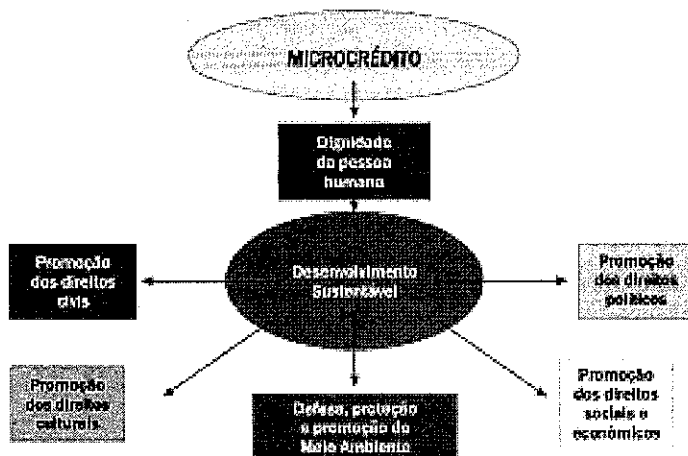 MICROCRÉDITO
Dignidade
da pessoa
humana
Desenvolvimento
Sustentável
Promoção
dos direitos
civis
Promoção
dos direitos
políticos
Promoção
dos direitos
culturais
Defesa, proteção
e promoção do
Meio Ambiente
Promoção
dos direitos
sociais e
econômicos